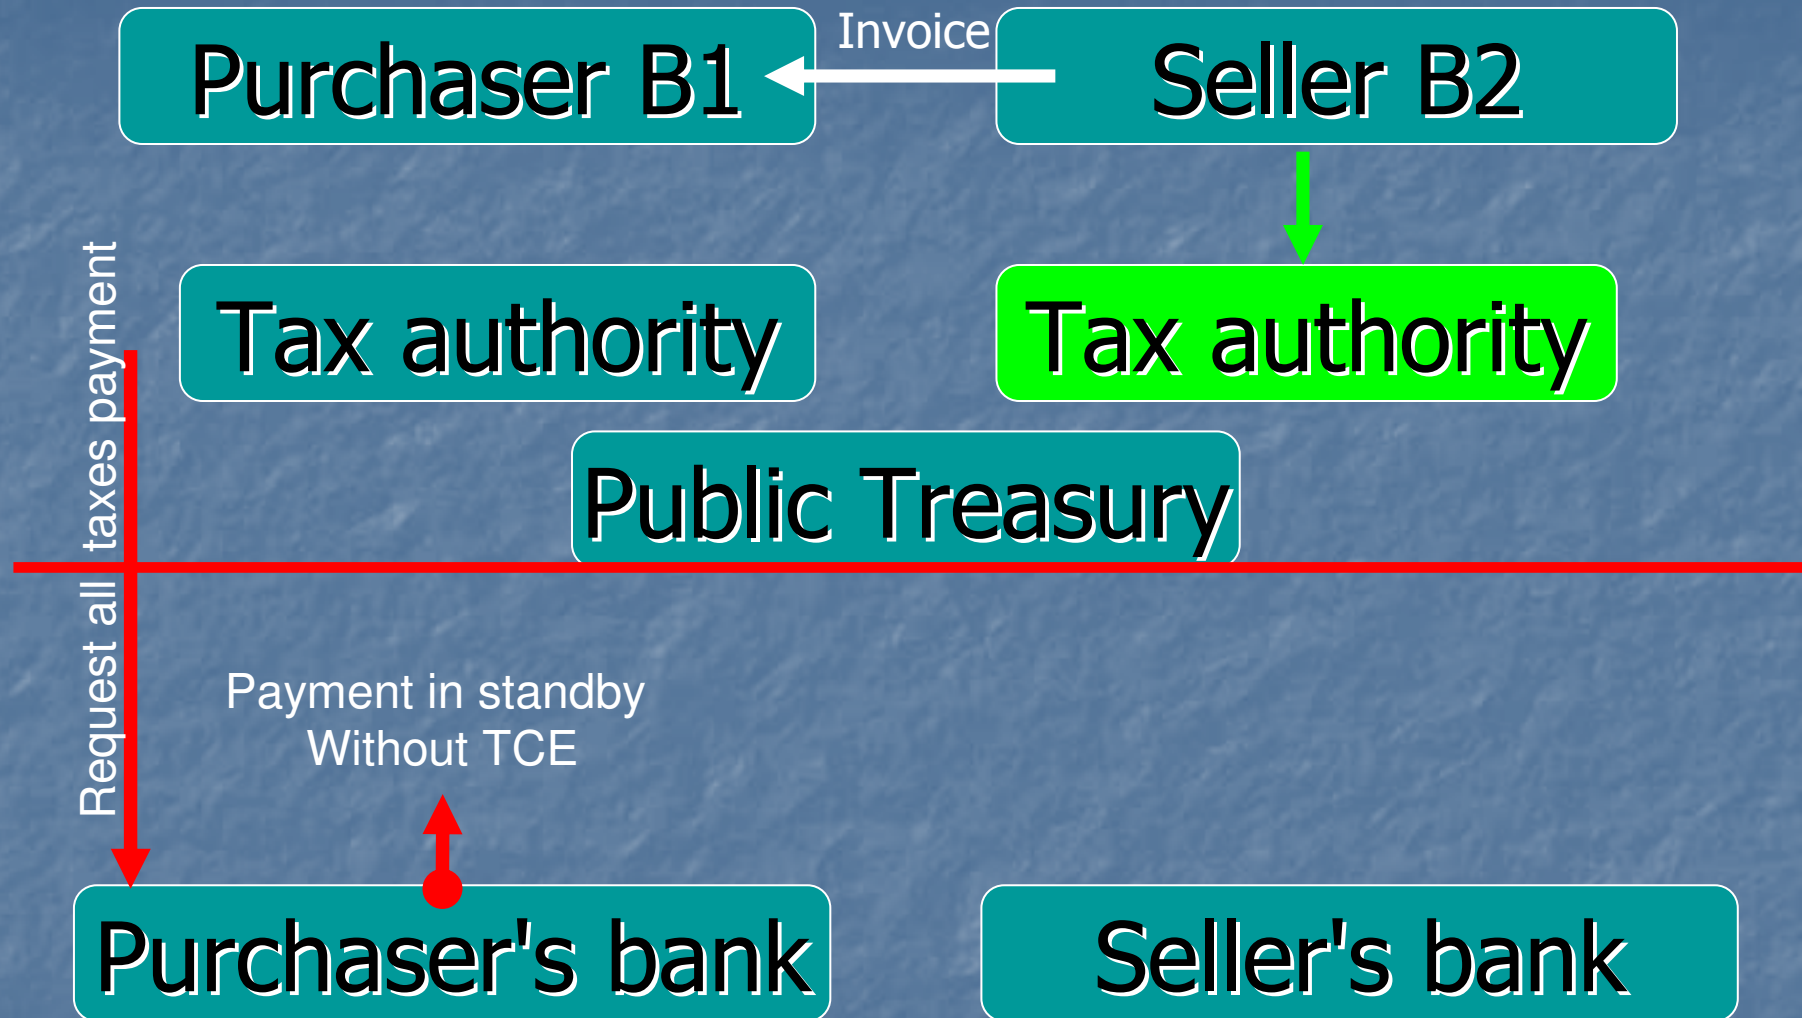 Purchaser B1
Invoice
Seller B2
Tax authority
Tax authority
Public Treasury
Request all taxes payment
Payment in standby
Without TCE
Purchaser's bank
Seller's bank